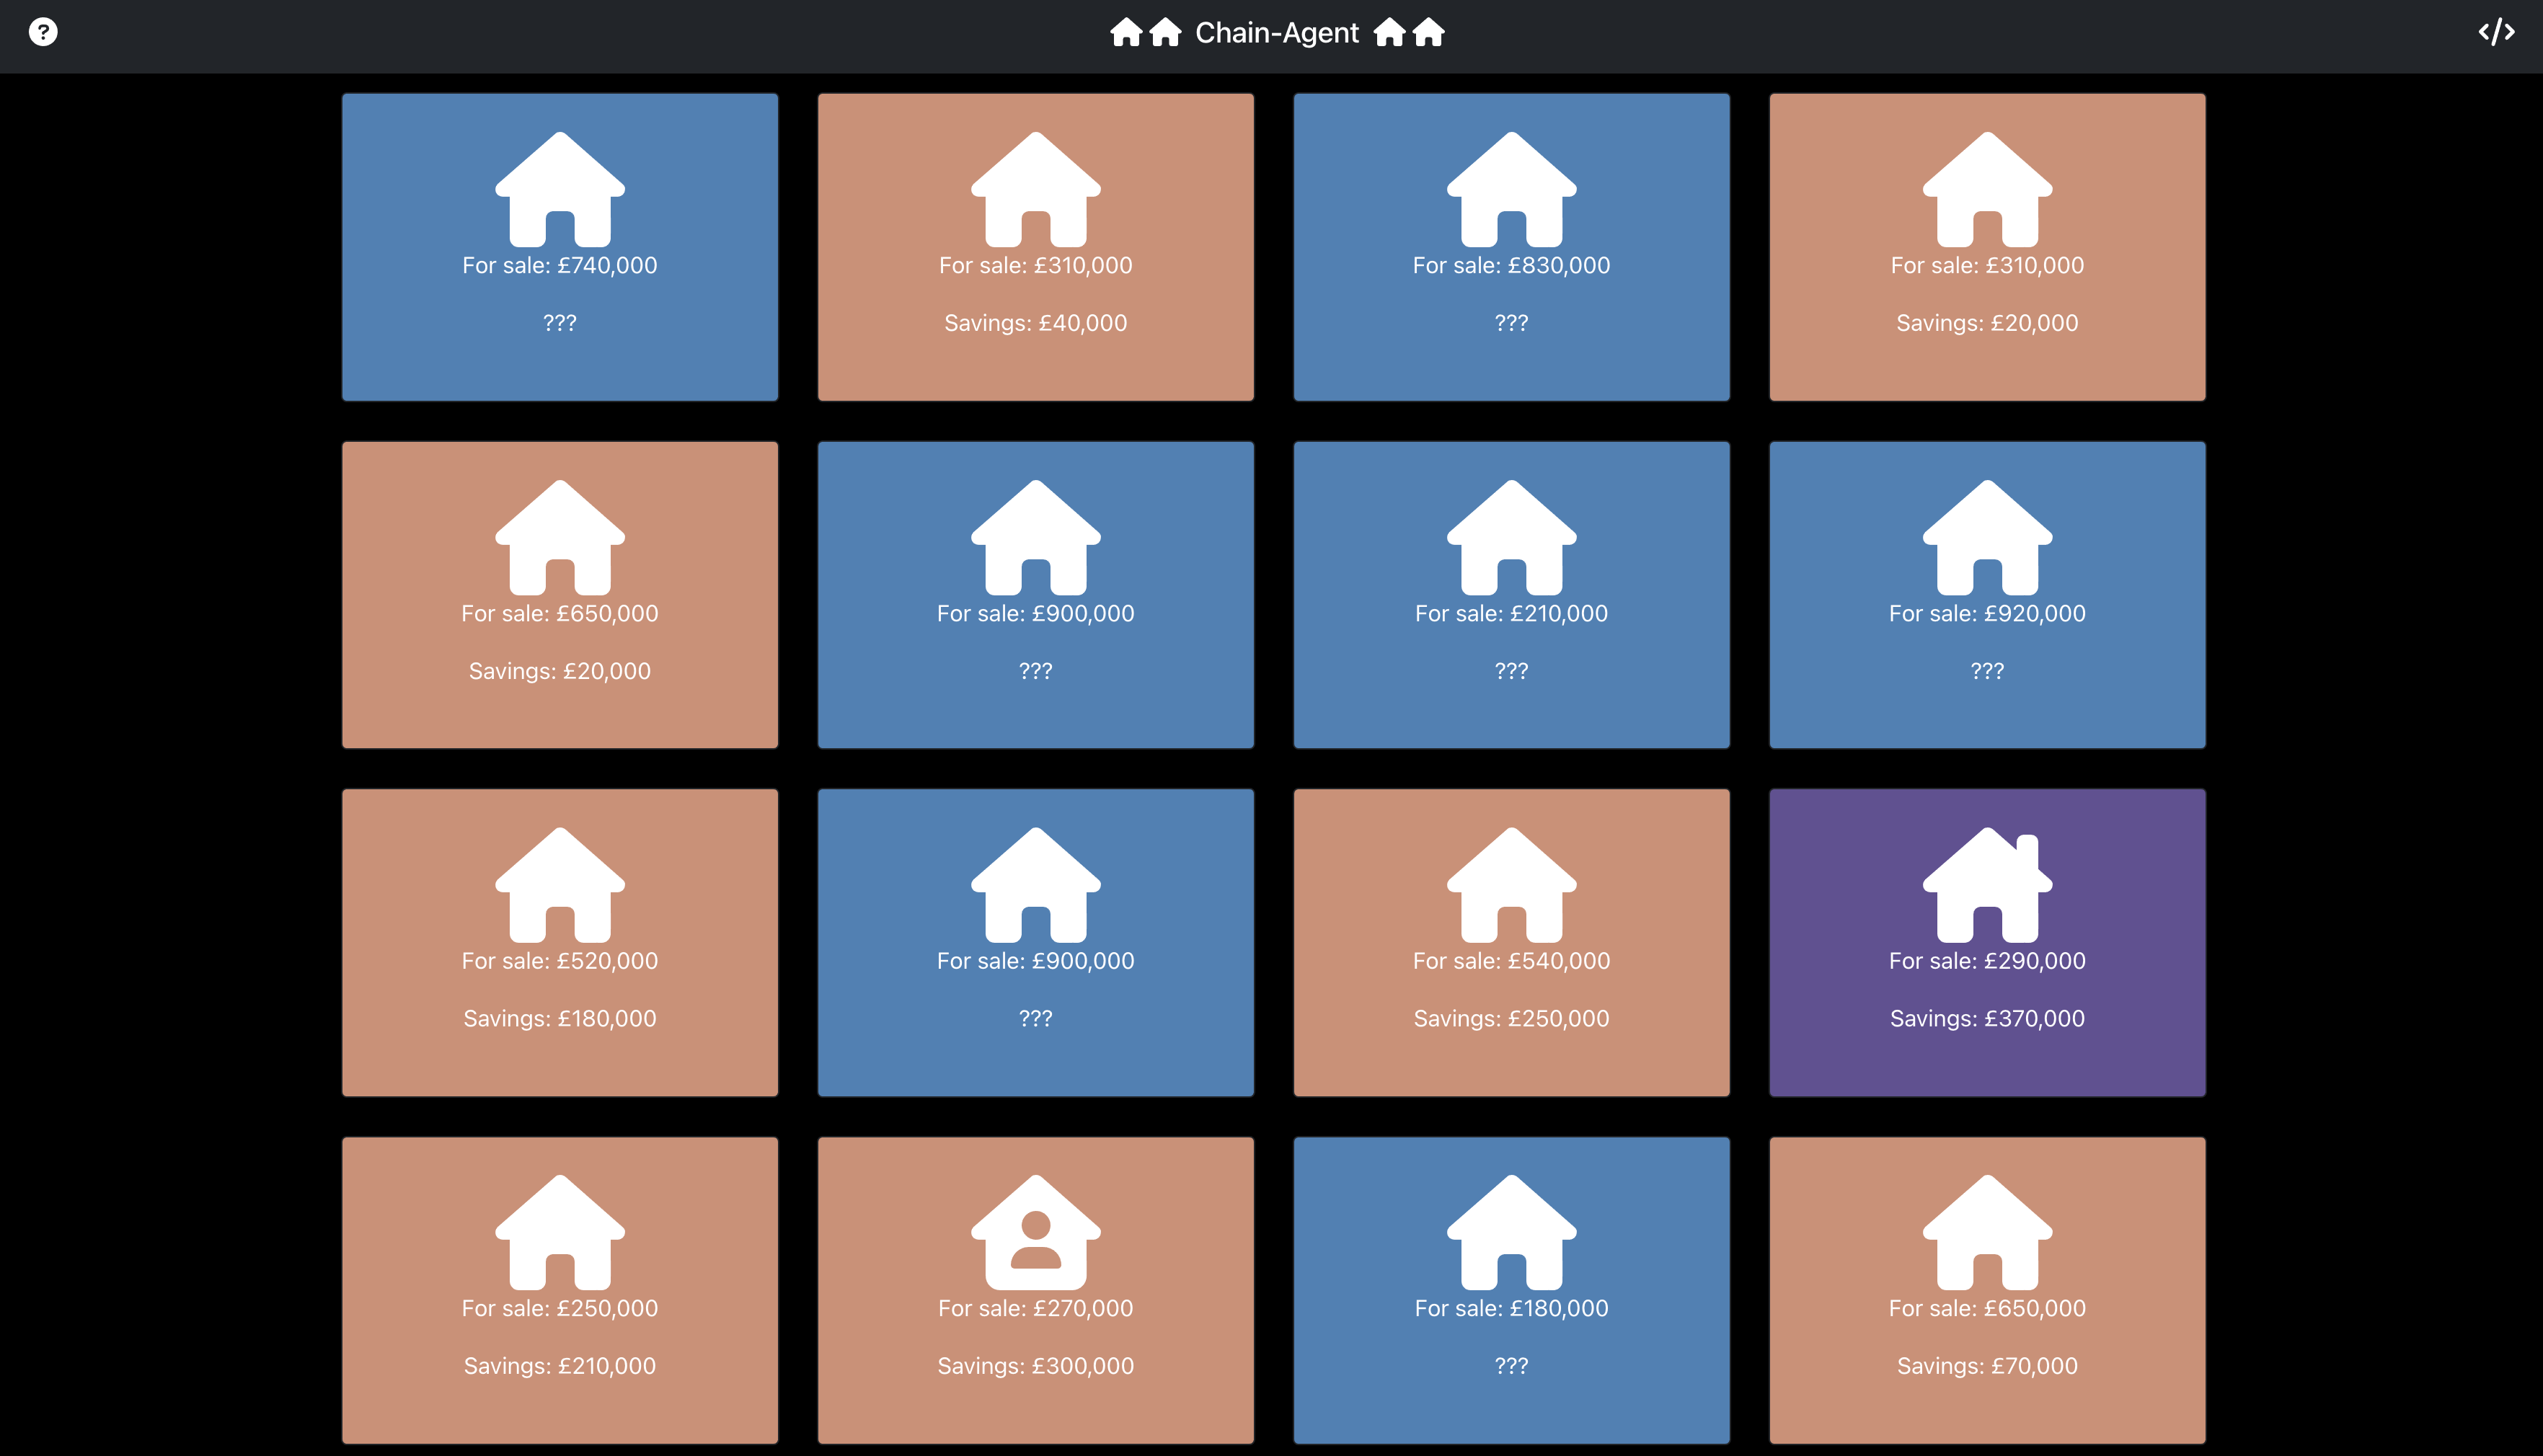 Chain-Agent
For sale: £740,000
???
For sale: £310,000
Savings: £40,000
For sale: £830,000
???
For sale: £310,000
Savings: £20,000
For sale: £650,000
Savings: £20,000
For sale: £900,000
???
For sale: £210,000
???
For sale: £920,000
???
For sale: £520,000
Savings: £180,000
For sale: £900,000
???
For sale: £540,000
Savings: £250,000
For sale: £290,000
Savings: £370,000
For sale: £250,000
Savings: £210,000
For sale: £270,000
Savings: £300,000
For sale: £180,000
???
For sale: £650,000
Savings: £70,000